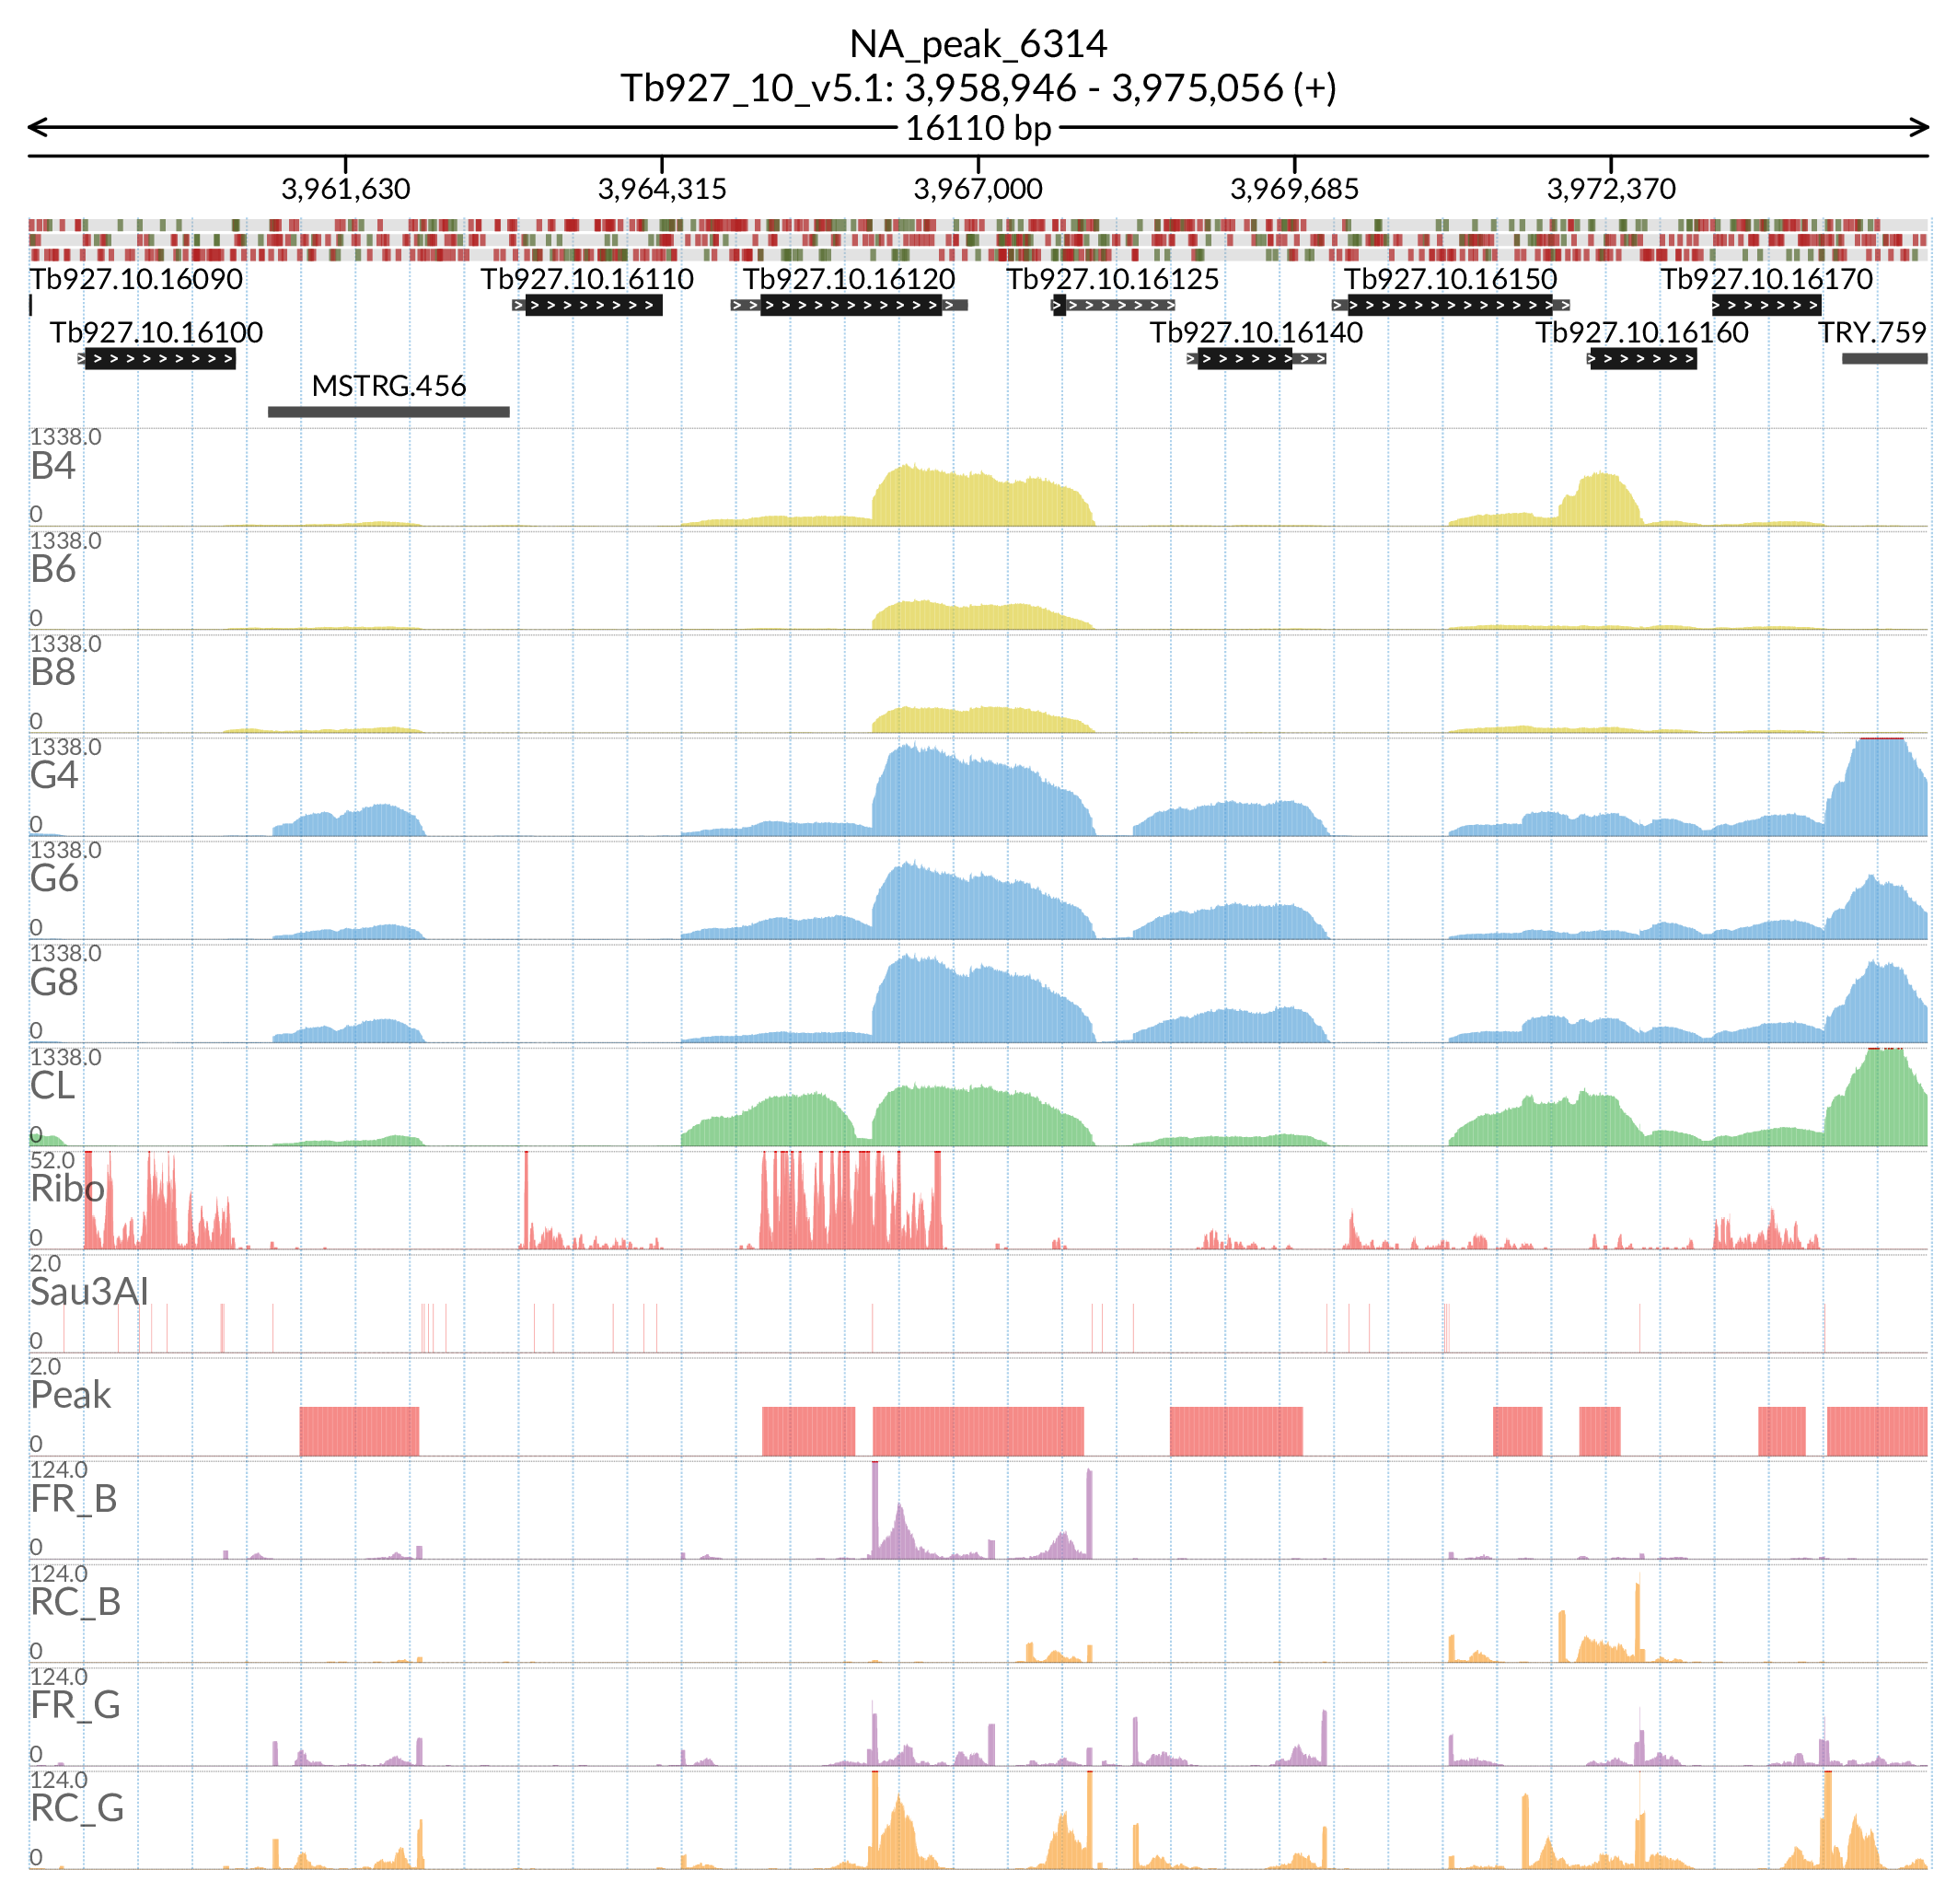 NA_peak_6314
Tb927_10_v5.1: 3,958,946 - 3,975,056 (+)
16110 bp
3,961,630 3,964,315 3,967,000 3,969,685 3,972,370
Tb927.10.16090 Tb927.10.16110 Tb927.10.16120 Tb927.10.16125 Tb927.10.16150 Tb927.10.16170
Tb927.10.16100 Tb927.10.16140 Tb927.10.16160 TRY.759
MSTRG.456
1338.0
B4
0
1338.0
B6
0
1338.0
B8
0
1338.0
G4
0
1338.0
G6
0
1338.0
G8
0
1338.0
CL
0
52.0
Ribo
0
2.0
Sau3AI
0
2.0
Peak
0
124.0
FR_B
0
124.0
RC_B
0
124.0
FR_G
0
124.0
RC_G
0